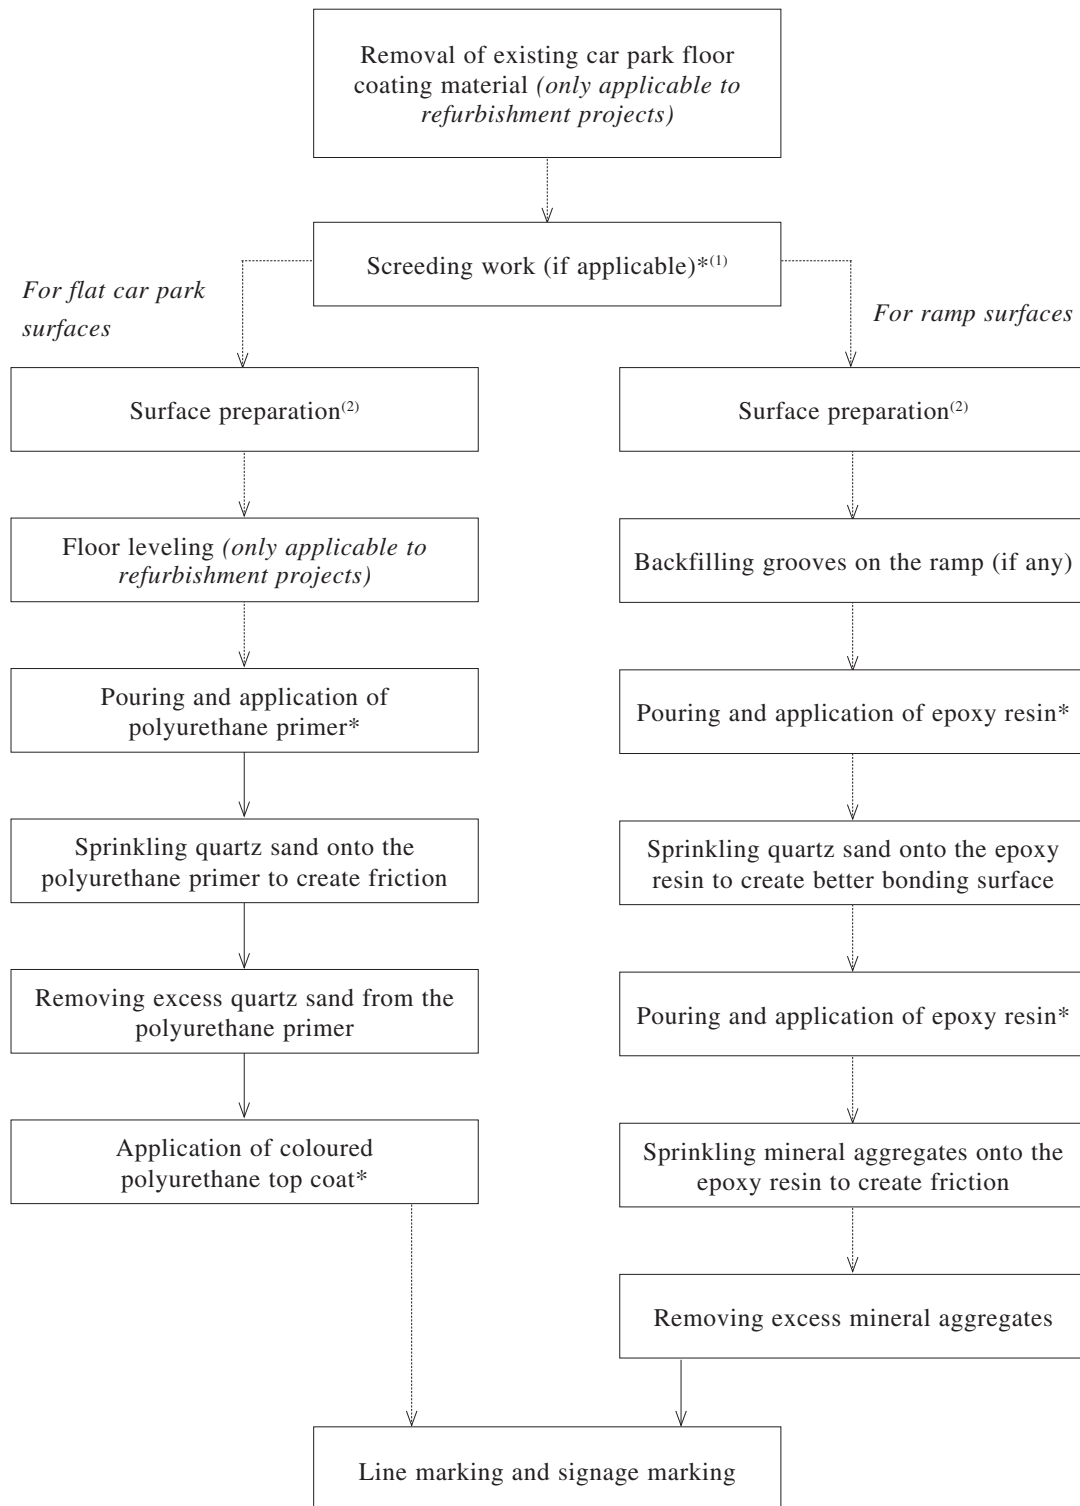 Removal of existing car park floor
coating material (only applicable to
refurbishment projects)
Screeding work (if applicable)*(1)
For flat car park
surfaces
For ramp surfaces
Surface preparation(2)
Floor leveling (only applicable to
refurbishment projects)
Pouring and application of
polyurethane primer*
Sprinkling quartz sand onto the
polyurethane primer to create friction
Removing excess quartz sand from the
polyurethane primer
Application of coloured
polyurethane top coat*
Surface preparation(2)
Backfilling grooves on the ramp (if any)
Pouring and application of epoxy resin*
Sprinkling quartz sand onto the epoxy
resin to create better bonding surface
Pouring and application of epoxy resin*
Sprinkling mineral aggregates onto the
epoxy resin to create friction
Removing excess mineral aggregates
Line marking and signage marking